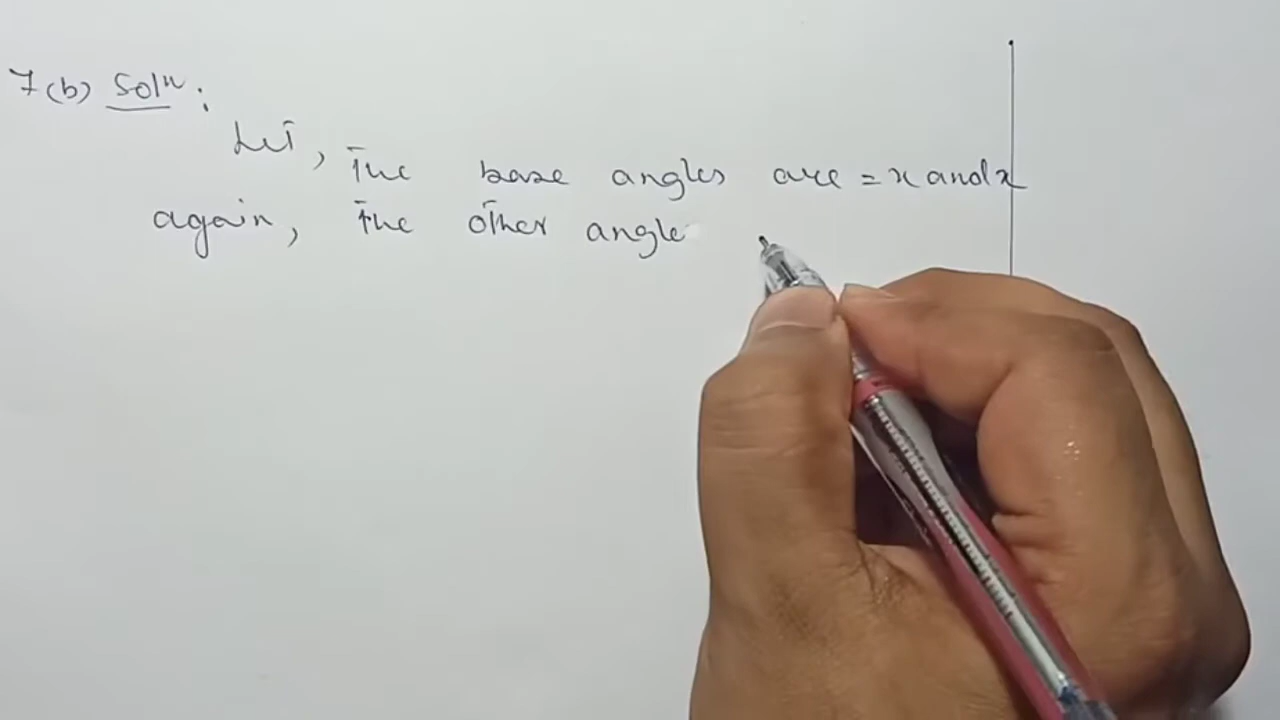 7(b) Solⁿ:
Let, the base angles are = x and x
again, the other angle